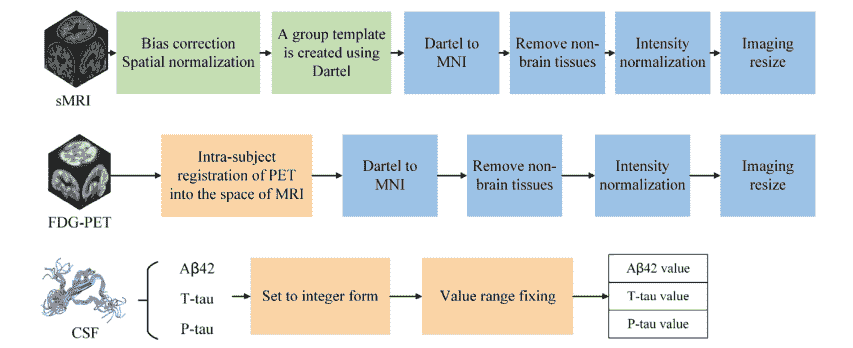 sMRI
Bias correction
Spatial normalization
A group template
is created using
Dartel
Dartel to
MNI
Remove non-
brain tissues
Intensity
normalization
Imaging
resize
FDG-PET
Intra-subject
registration of PET
into the space of MRI
Dartel to
MNI
Remove non-
brain tissues
Intensity
normalization
Imaging
resize
CSF
Aβ42
T-tau
P-tau
Set to integer form
Value range fixing
Aβ42 value
T-tau value
P-tau value